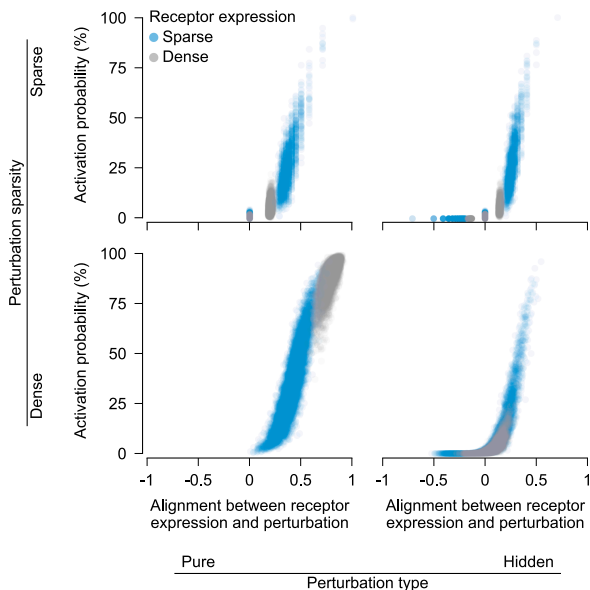 Receptor expression
Sparse
Dense
100
75
50
25
0
Activation probability (%)
Sparse
Perturbation sparsity
Dense
100
75
50
25
0
Activation probability (%)
-1 -0.5 0 0.5 1
-1 -0.5 0 0.5 1
Alignment between receptor
expression and perturbation
Alignment between receptor
expression and perturbation
Pure
Hidden
Perturbation type